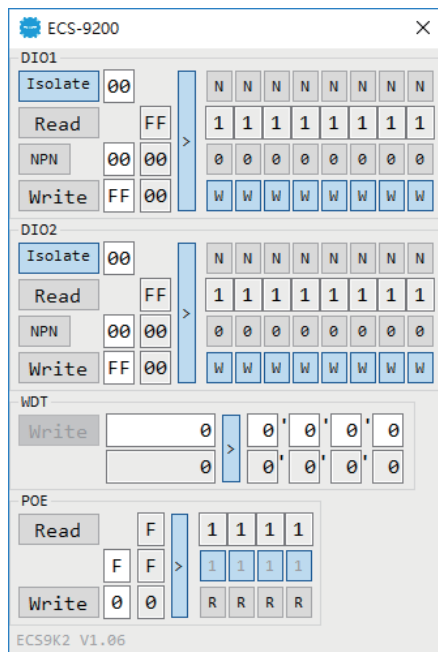 ECS-9200 ×
DIO1
Isolate 00 N N N N N N N N
Read FF > 1 1 1 1 1 1 1 1
NPN 00 00 0 0 0 0 0 0 0 0
Write FF 00 W W W W W W W W
DIO2
Isolate 00 N N N N N N N N
Read FF > 1 1 1 1 1 1 1 1
NPN 00 00 0 0 0 0 0 0 0 0
Write FF 00 W W W W W W W W
WDT
Write 0 > 0 ' 0 ' 0 ' 0
0 0 ' 0 ' 0 ' 0
POE
Read F 1 1 1 1
F F > 1 1 1 1
Write 0 0 R R R R
ECS9K2 V1.06